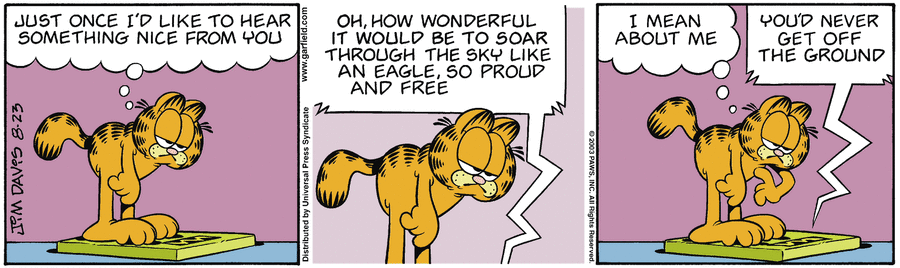 JUST ONCE I'D LIKE TO HEAR
SOMETHING NICE FROM YOU
JIM DAVIS 8-23
www.garfield.com
Distributed by Universal Press Syndicate
OH, HOW WONDERFUL
IT WOULD BE TO SOAR
THROUGH THE SKY LIKE
AN EAGLE, SO PROUD
AND FREE
© 2003 PAWS, INC. All Rights Reserved.
I MEAN
ABOUT ME
YOU'D NEVER
GET OFF
THE GROUND